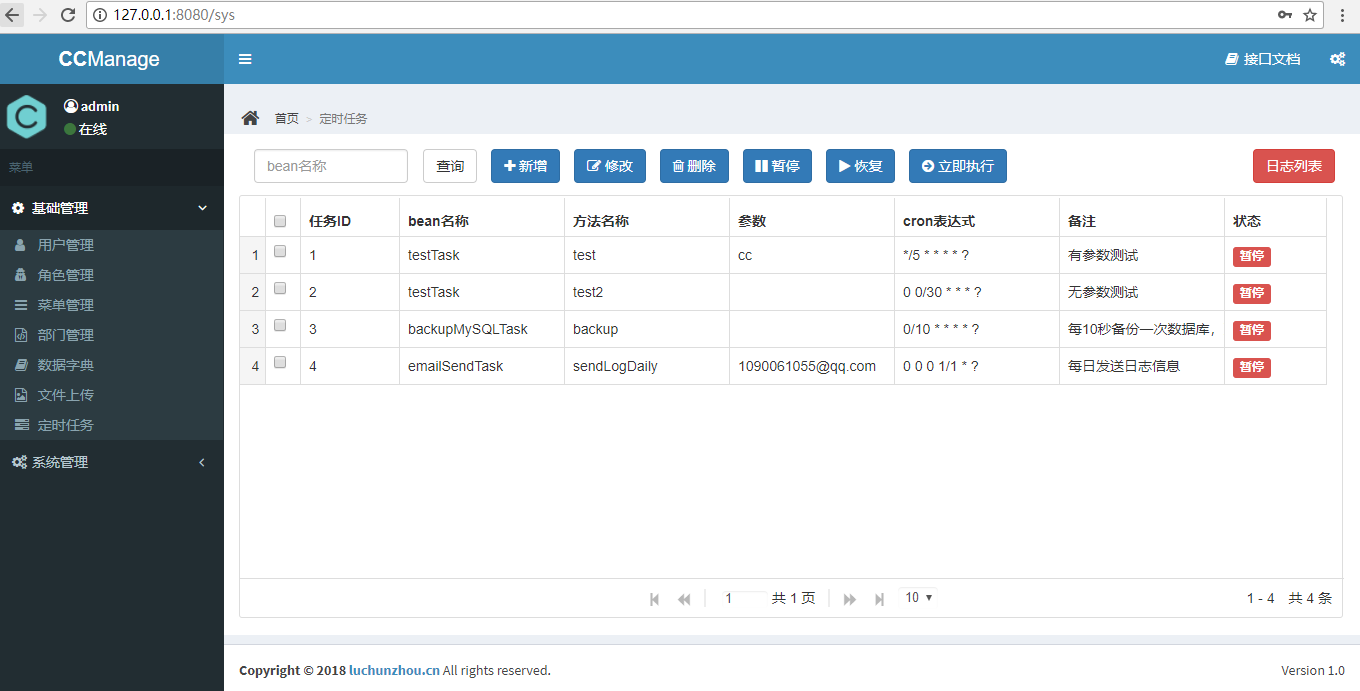 127.0.0.1:8080/sys
CCManage
接口文档
admin
在线
菜单
基础管理
用户管理
角色管理
菜单管理
部门管理
数据字典
文件上传
定时任务
系统管理
首页 > 定时任务
bean名称 查询 新增 修改 删除 暂停 恢复 立即执行 日志列表
任务ID bean名称 方法名称 参数 cron表达式 备注 状态
1 1 testTask test cc */5 * * * * ? 有参数测试 暂停
2 2 testTask test2 0 0/30 * * * ? 无参数测试 暂停
3 3 backupMySQLTask backup 0/10 * * * * ? 每10秒备份一次数据库, 暂停
4 4 emailSendTask sendLogDaily 1090061055@qq.com 0 0 0 1/1 * ? 每日发送日志信息 暂停
1 共 1 页 10 1 - 4 共 4 条
Copyright © 2018 luchunzhou.cn All rights reserved. Version 1.0